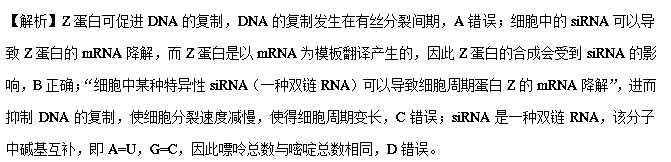 【解析】Z 蛋白可促进 DNA 的复制，DNA 的复制发生在有丝分裂间期，A 错误；细胞中的 siRNA 可以导
致 Z 蛋白的 mRNA 降解，而 Z 蛋白是以 mRNA 为模板翻译产生的，因此 Z 蛋白的合成会受到 siRNA 的影
响，B 正确；“细胞中某种特异性 siRNA（一种双链 RNA）可以导致细胞周期蛋白 Z 的 mRNA 降解”，进而
抑制 DNA 的复制，使细胞分裂速度减慢，使得细胞周期变长，C 错误；siRNA 是一种双链 RNA，该分子
中碱基互补，即 A=U，G=C，因此嘌呤总数与嘧啶总数相同，D 错误。